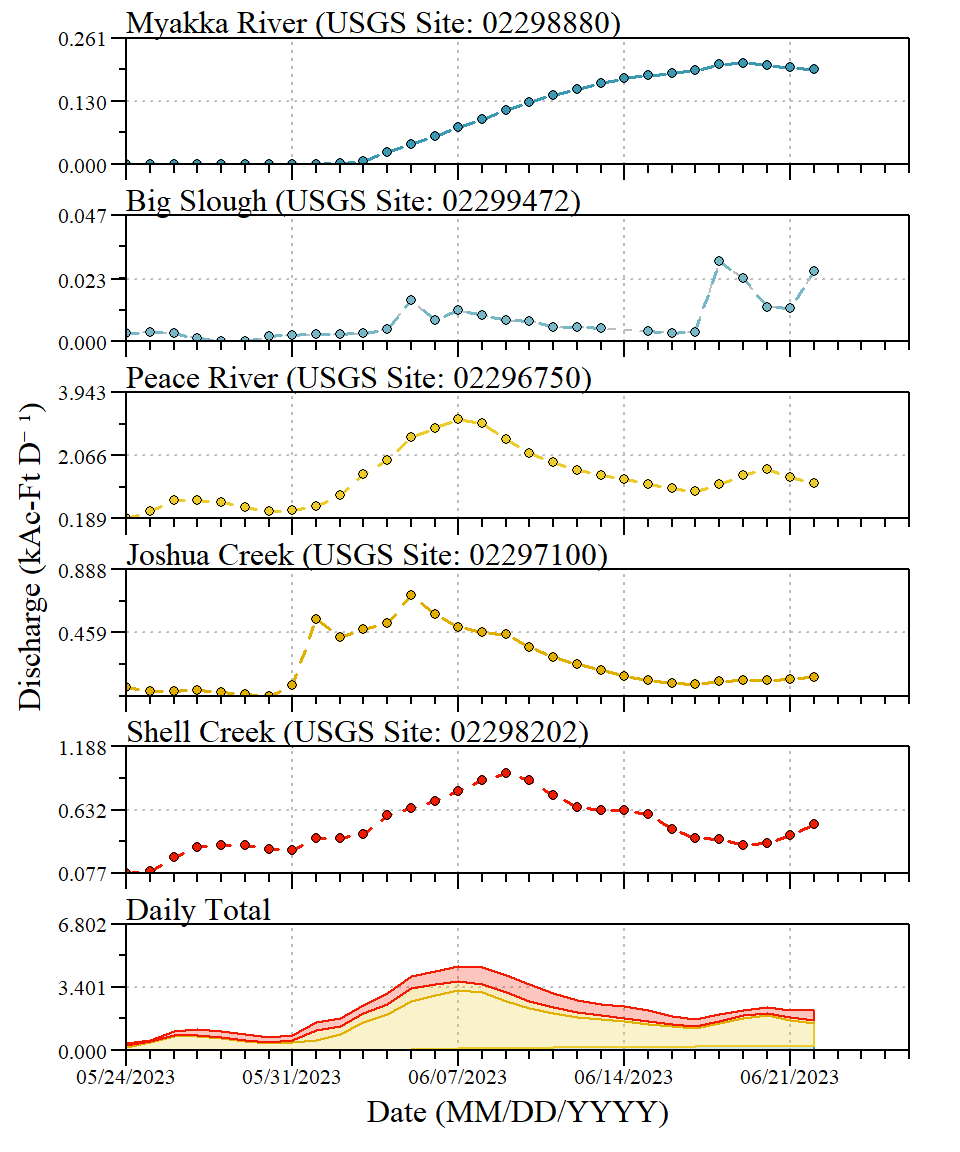 Myakka River (USGS Site: 02298880)
0.261
0.130
0.000
Big Slough (USGS Site: 02299472)
0.047
0.023
0.000
Peace River (USGS Site: 02296750)
3.943
2.066
0.189
Joshua Creek (USGS Site: 02297100)
0.888
0.459
Shell Creek (USGS Site: 02298202)
1.188
0.632
0.077
Daily Total
6.802
3.401
0.000
05/24/2023 05/31/2023 06/07/2023 06/14/2023 06/21/2023
Date (MM/DD/YYYY)
Discharge (kAc-Ft D⁻¹)